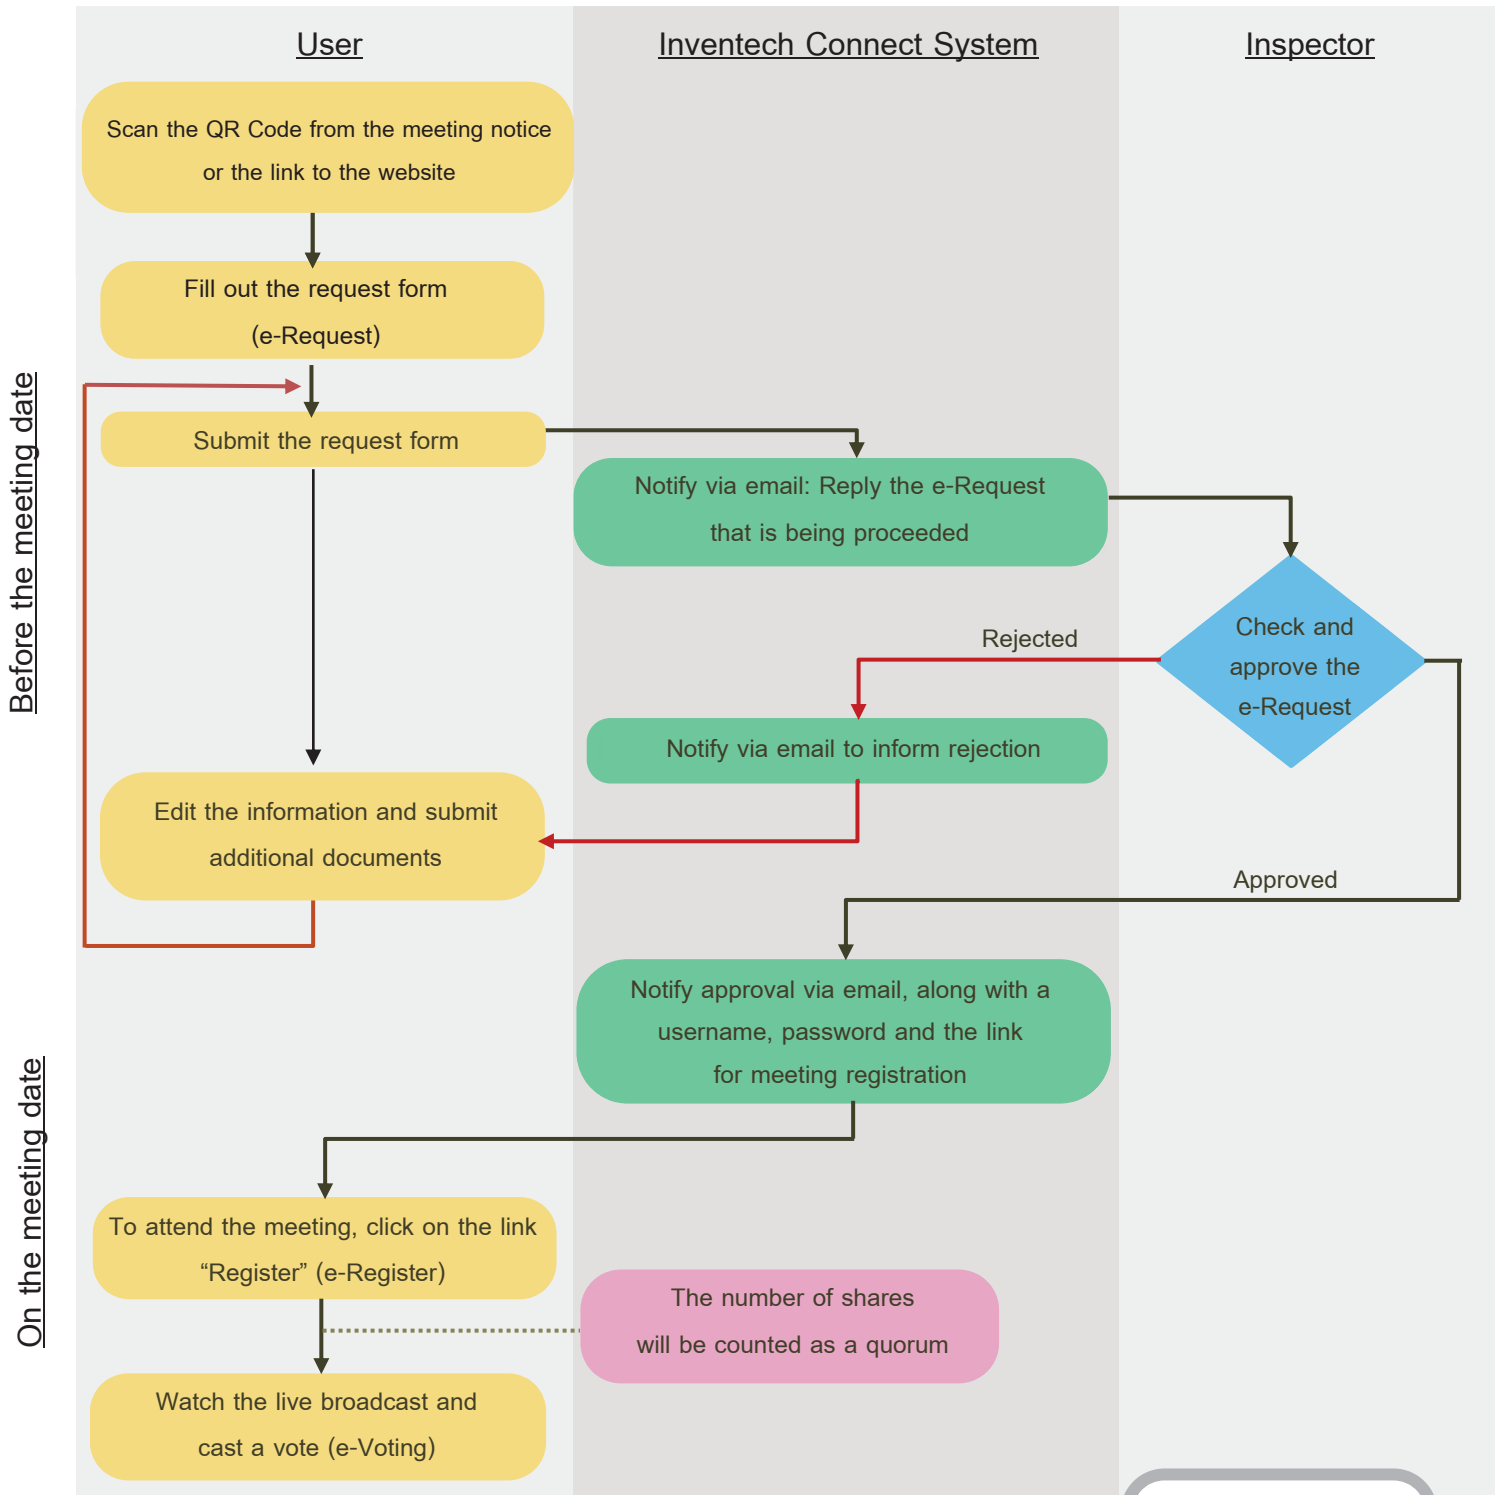 User
Inventech Connect System
Inspector
Scan the QR Code from the meeting notice
or the link to the website
Fill out the request form
(e-Request)
Before the meeting date
Submit the request form
Notify via email: Reply the e-Request
that is being proceeded
Check and
approve the
e-Request
Rejected
Notify via email to inform rejection
Edit the information and submit
additional documents
Approved
Notify approval via email, along with a
username, password and the link
for meeting registration
On the meeting date
To attend the meeting, click on the link
“Register” (e-Register)
The number of shares
will be counted as a quorum
Watch the live broadcast and
cast a vote (e-Voting)